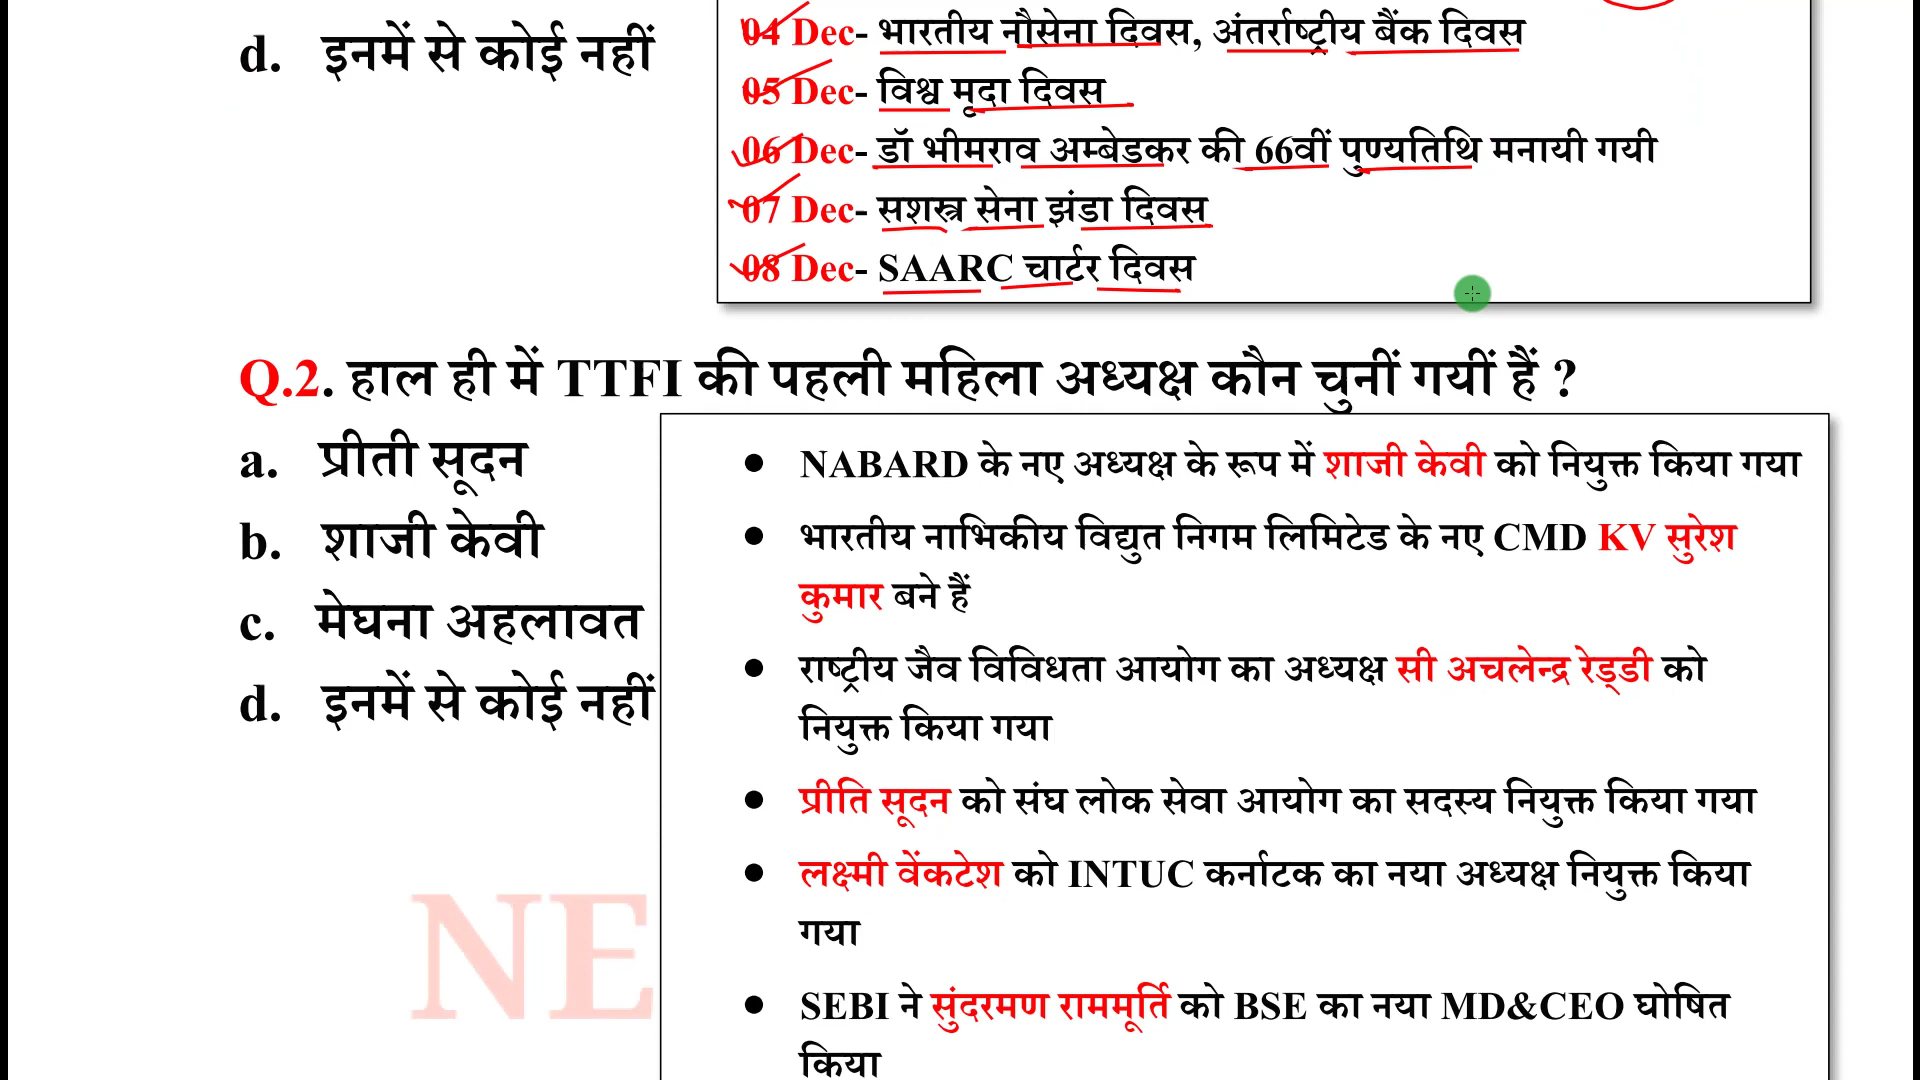 d. इनमें से कोई नहीं
04 Dec- भारतीय नौसेना दिवस, अंतर्राष्ट्रीय बैंक दिवस
05 Dec- विश्व मृदा दिवस
06 Dec- डॉ भीमराव अम्बेडकर की 66वीं पुण्यतिथि मनायी गयी
07 Dec- सशस्त्र सेना झंडा दिवस
08 Dec- SAARC चार्टर दिवस
Q.2. हाल ही में TTFI की पहली महिला अध्यक्ष कौन चुनीं गयीं हैं ?
a. प्रीती सूदन
b. शाजी केवी
c. मेघना अहलावत
d. इनमें से कोई नहीं
● NABARD के नए अध्यक्ष के रूप में शाजी केवी को नियुक्त किया गया
● भारतीय नाभिकीय विद्युत निगम लिमिटेड के नए CMD KV सुरेश
कुमार बने हैं
● राष्ट्रीय जैव विविधता आयोग का अध्यक्ष सी अचलेन्द्र रेड्डी को
नियुक्त किया गया
● प्रीति सूदन को संघ लोक सेवा आयोग का सदस्य नियुक्त किया गया
● लक्ष्मी वेंकटेश को INTUC कर्नाटक का नया अध्यक्ष नियुक्त किया
गया
● SEBI ने सुंदरमण राममूर्ति को BSE का नया MD&CEO घोषित
किया
NE